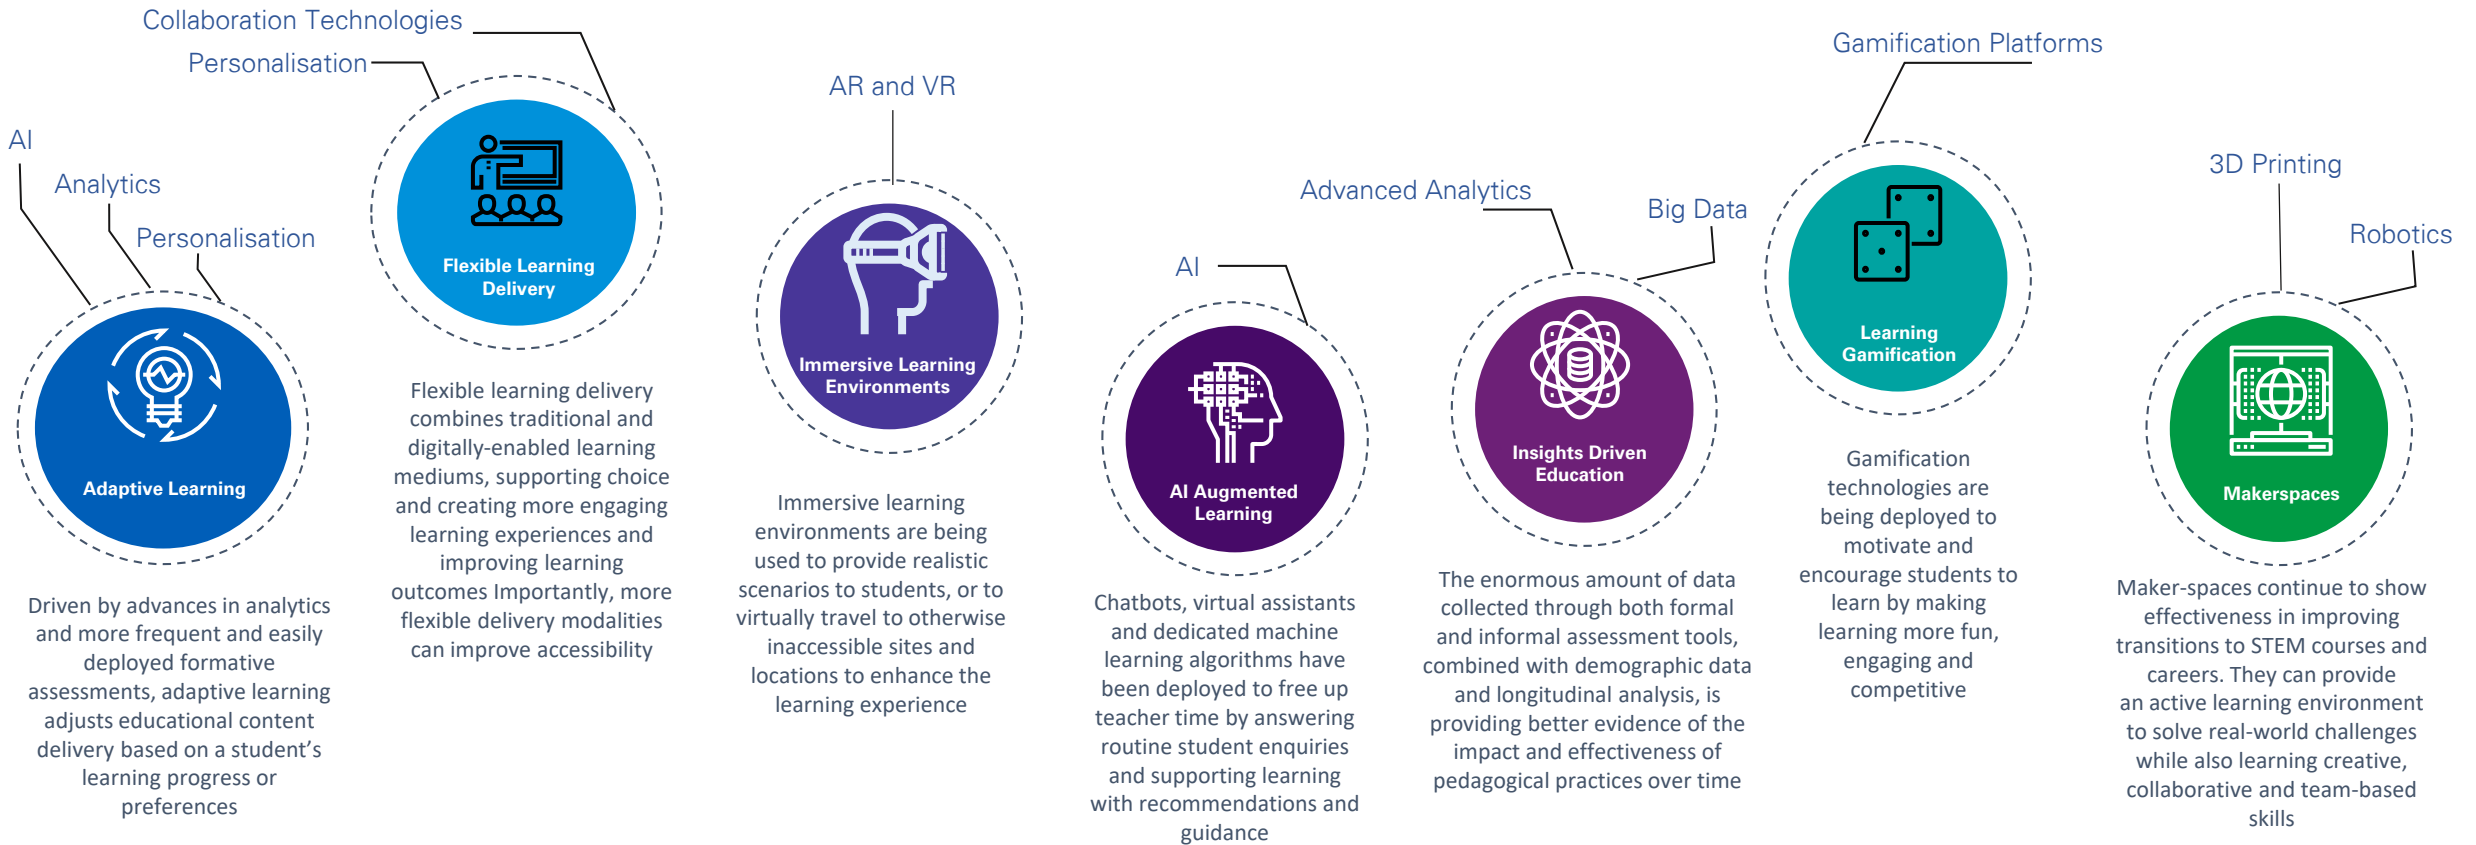 AI
Analytics
Personalisation
Adaptive Learning
Driven by advances in analytics
and more frequent and easily
deployed formative
assessments, adaptive learning
adjusts educational content
delivery based on a student’s
learning progress or
preferences
Collaboration Technologies
Personalisation
Flexible Learning
Delivery
Flexible learning delivery
combines traditional and
digitally-enabled learning
mediums, supporting choice
and creating more engaging
learning experiences and
improving learning
outcomes Importantly, more
flexible delivery modalities
can improve accessibility
AR and VR
Immersive Learning
Environments
Immersive learning
environments are being
used to provide realistic
scenarios to students, or to
virtually travel to otherwise
inaccessible sites and
locations to enhance the
learning experience
AI
AI Augmented
Learning
Chatbots, virtual assistants
and dedicated machine
learning algorithms have
been deployed to free up
teacher time by answering
routine student enquiries
and supporting learning
with recommendations and
guidance
Advanced Analytics
Big Data
Insights Driven
Education
The enormous amount of data
collected through both formal
and informal assessment tools,
combined with demographic data
and longitudinal analysis, is
providing better evidence of the
impact and effectiveness of
pedagogical practices over time
Gamification Platforms
Learning
Gamification
Gamification
technologies are
being deployed to
motivate and
encourage students to
learn by making
learning more fun,
engaging and
competitive
3D Printing
Robotics
Makerspaces
Maker-spaces continue to show
effectiveness in improving
transitions to STEM courses and
careers. They can provide
an active learning environment
to solve real-world challenges
while also learning creative,
collaborative and team-based
skills